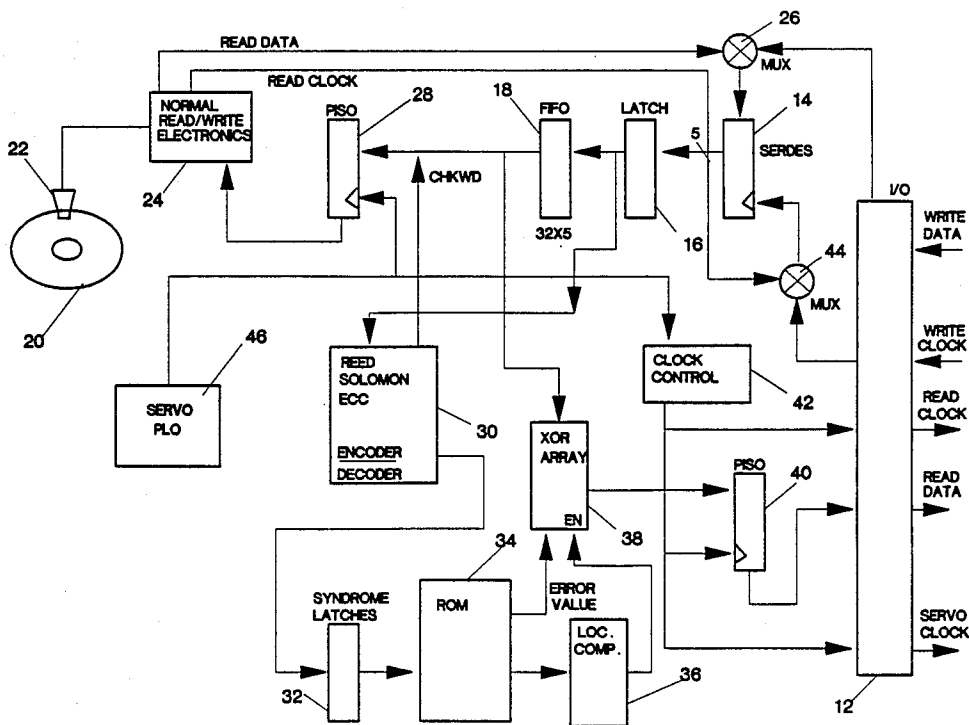 READ DATA
26
MUX
READ CLOCK
28
PISO
18
FIFO
LATCH
14
NORMAL
READ/WRITE
ELECTRONICS
22
24
5
SERDES
CHKWD
I/O
WRITE
DATA
32X5
16
44
MUX
20
46
SERVO
PLO
REED
SOLOMON
ECC
ENCODER
DECODER
30
CLOCK
CONTROL
42
WRITE
CLOCK
READ
CLOCK
XOR
ARRAY
EN
38
PISO
40
READ
DATA
34
SYNDROME
LATCHES
ROM
ERROR
VALUE
LOC.
COMP.
SERVO
CLOCK
32
36
12